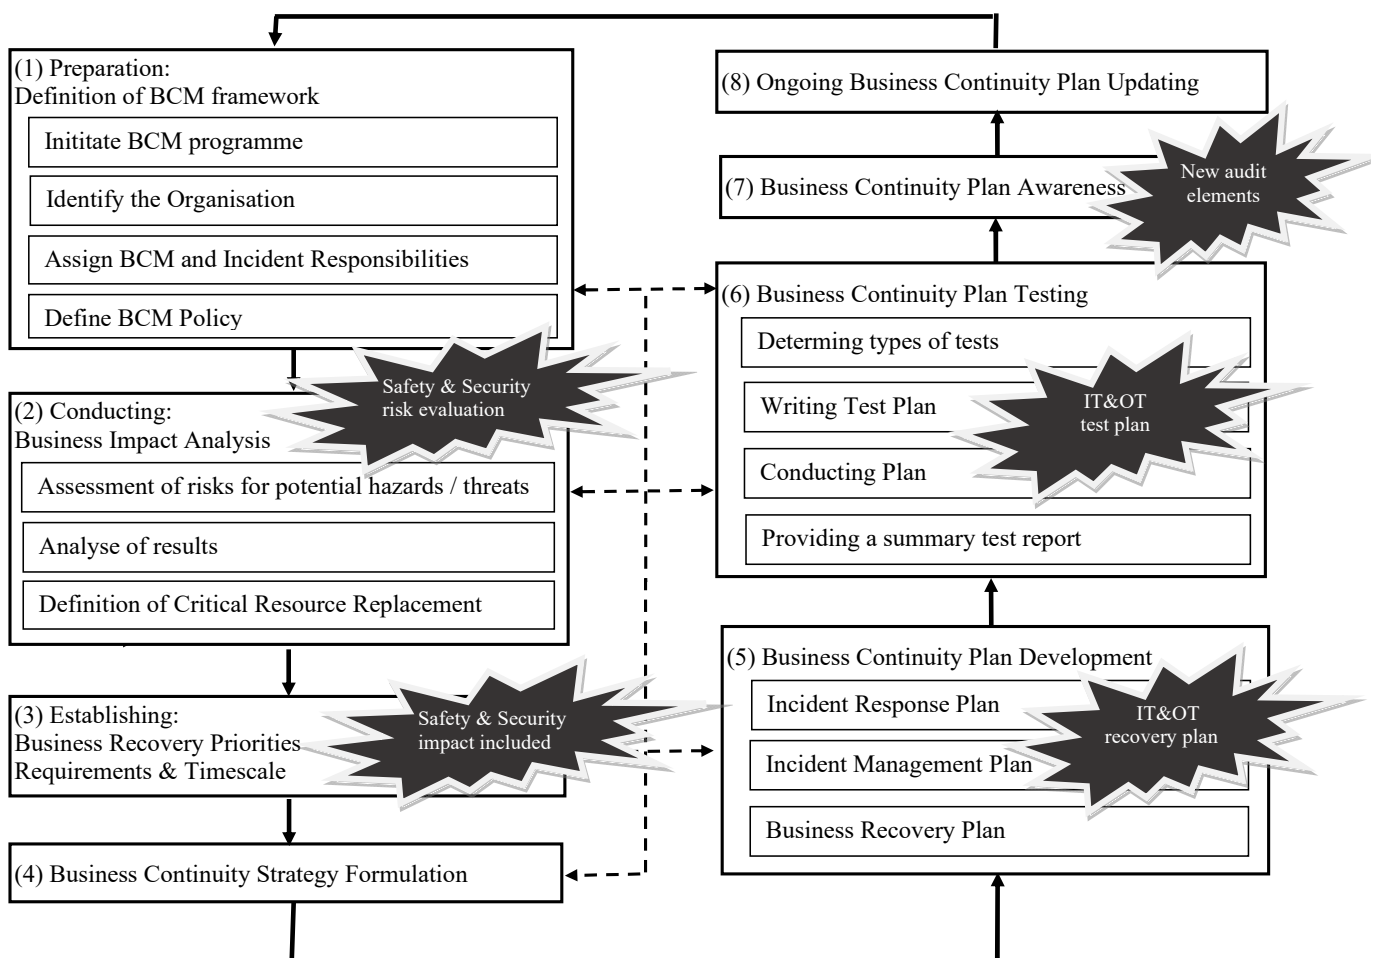 (1) Preparation:
Definition of BCM framework
Inititate BCM programme
Identify the Organisation
Assign BCM and Incident Responsibilities
Define BCM Policy
Safety & Security
risk evaluation
(2) Conducting:
Business Impact Analysis
Assessment of risks for potential hazards / threats
Analyse of results
Definition of Critical Resource Replacement
(3) Establishing:
Business Recovery Priorities
Requirements & Timescale
Safety & Security
impact included
(4) Business Continuity Strategy Formulation
(8) Ongoing Business Continuity Plan Updating
(7) Business Continuity Plan Awareness
New audit
elements
(6) Business Continuity Plan Testing
Determing types of tests
Writing Test Plan
IT&OT
test plan
Conducting Plan
Providing a summary test report
(5) Business Continuity Plan Development
Incident Response Plan
IT&OT
recovery plan
Incident Management Plan
Business Recovery Plan